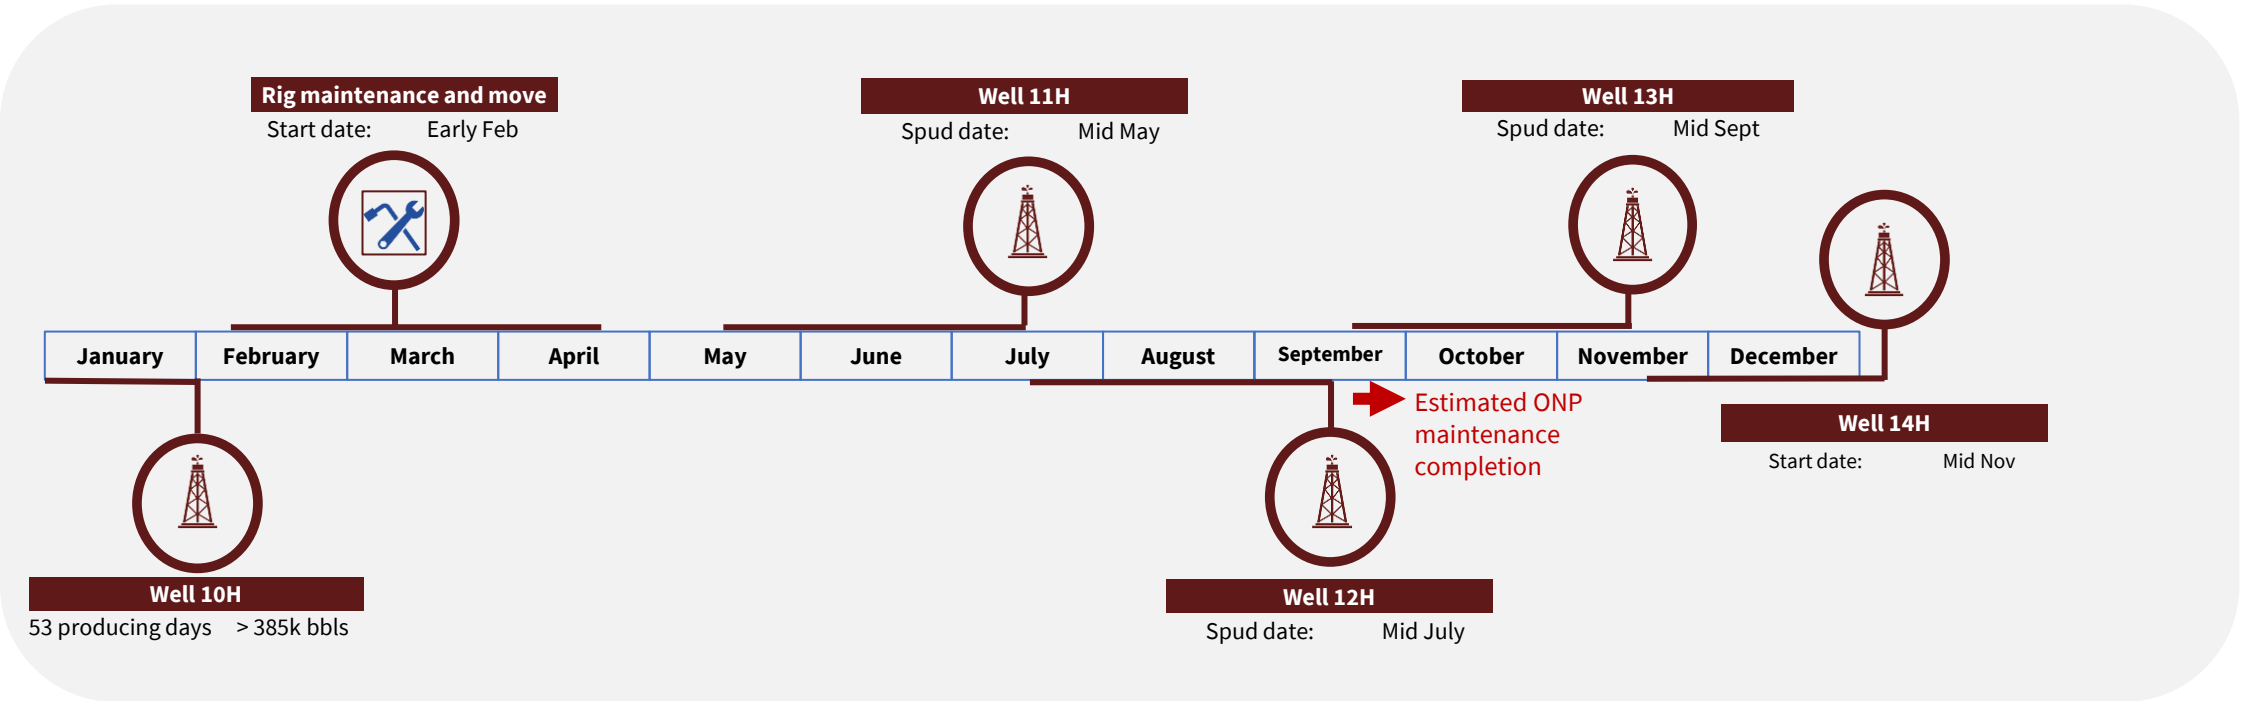 Rig maintenance and move
Start date: Early Feb
Well 11H
Spud date: Mid May
Well 13H
Spud date: Mid Sept
January February March April May June July August September October November December
Estimated ONP
maintenance
completion
Well 14H
Start date: Mid Nov
Well 10H
53 producing days > 385k bbls
Well 12H
Spud date: Mid July